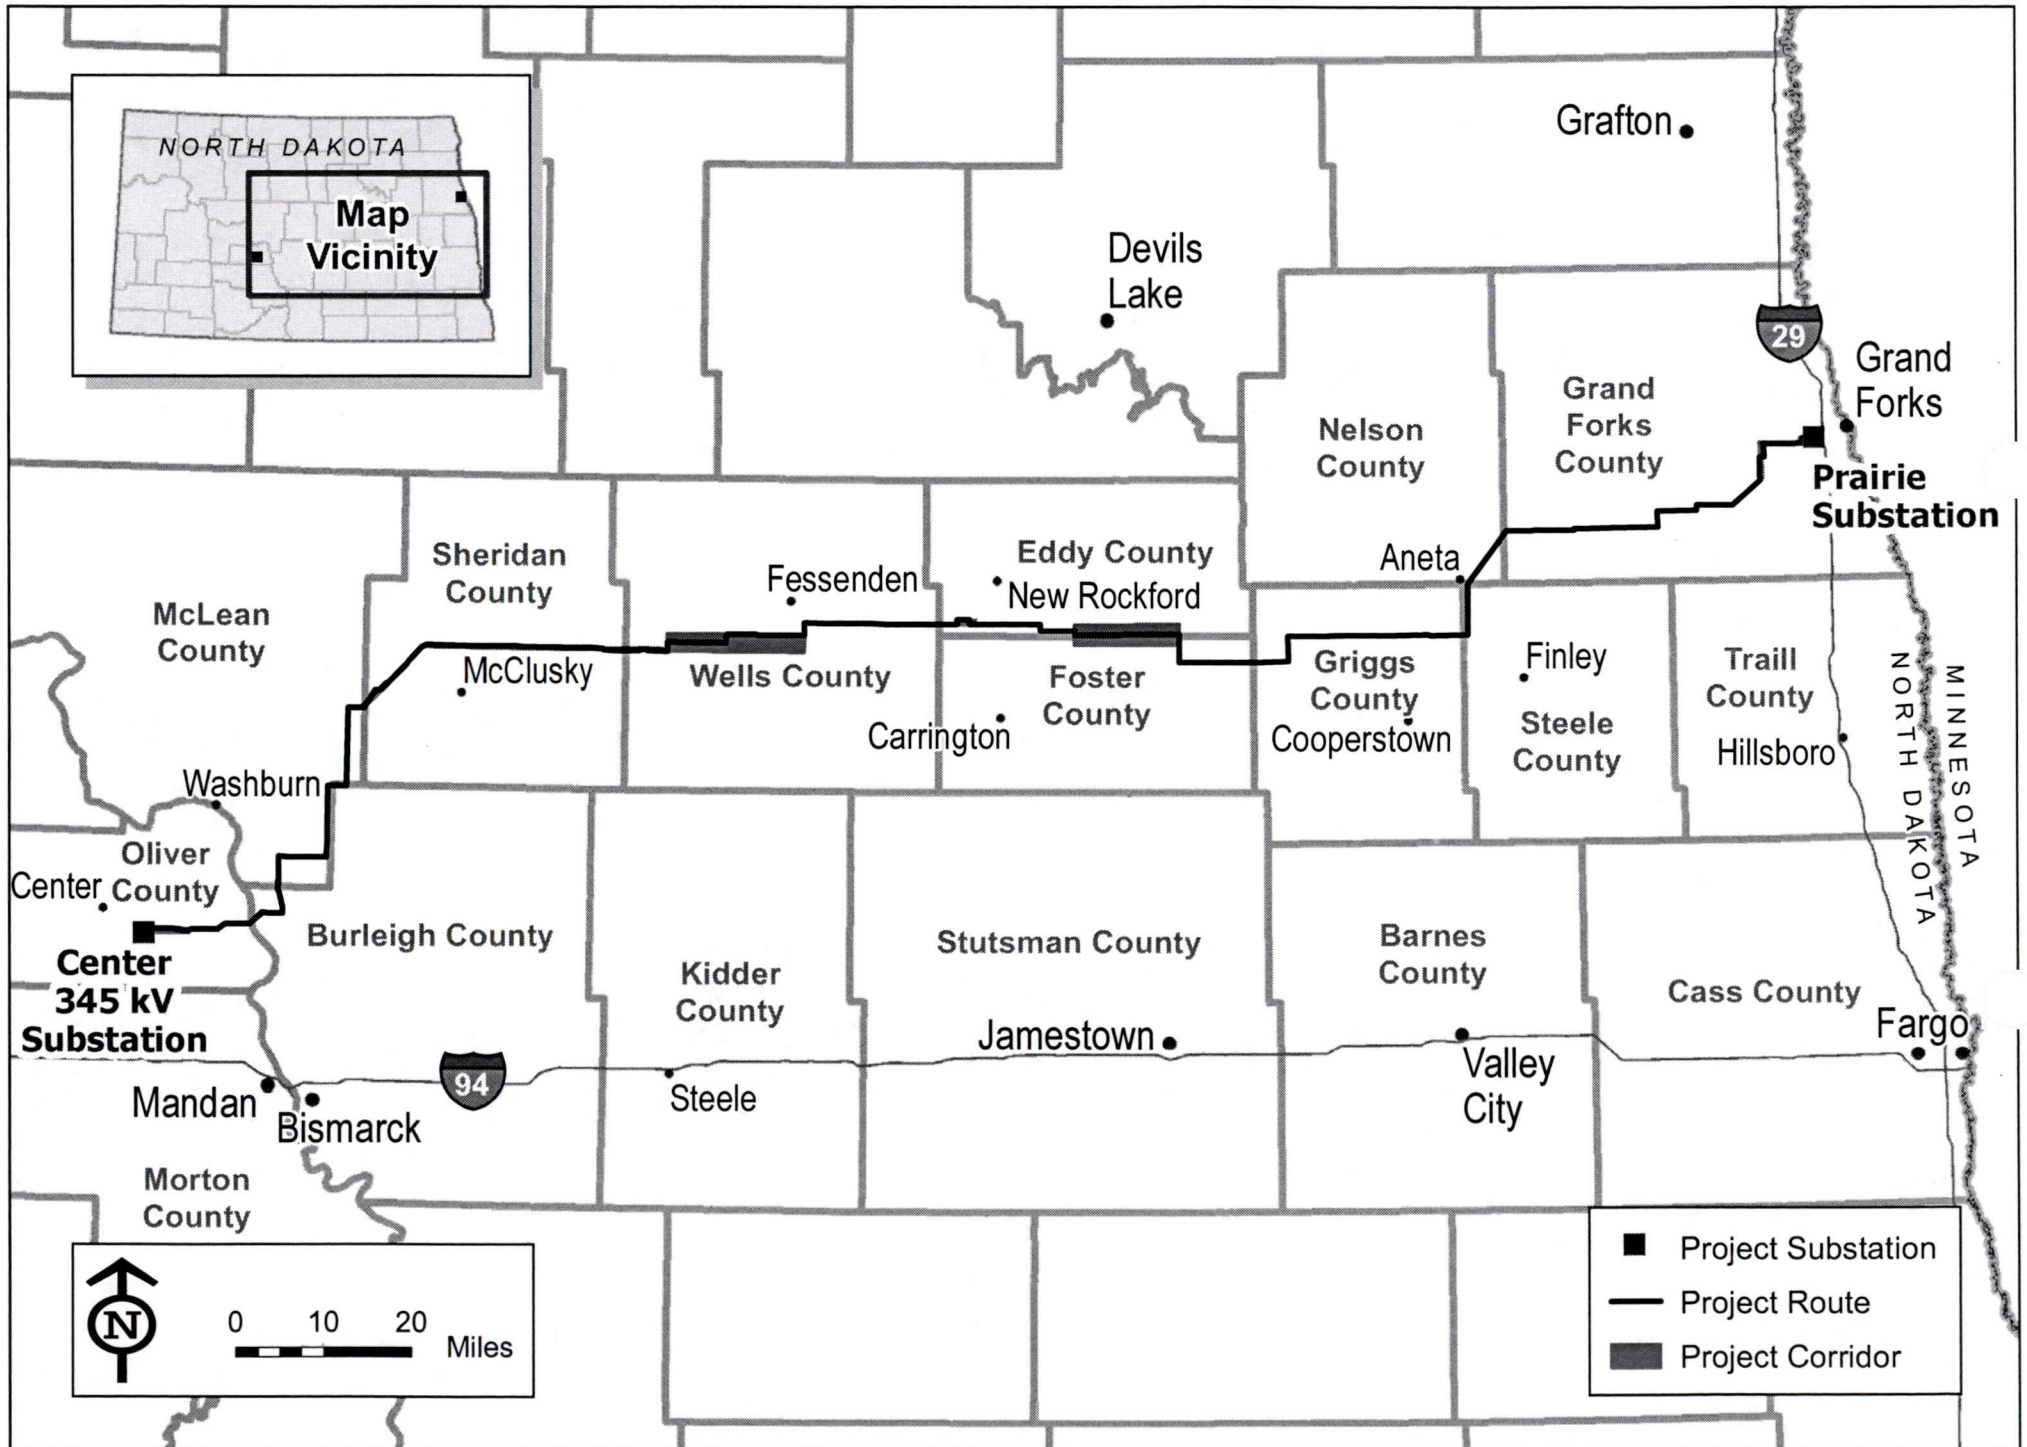 NORTH DAKOTA
Map
Vicinity
Grafton
Devils
Lake
29
Grand
Forks
Grand
Forks
County
Nelson
County
Prairie
Substation
Aneta
Eddy County
New Rockford
Fessenden
Sheridan
County
McLean
County
McClusky
Wells County
Foster
County
Carrington
Griggs
County
Cooperstown
Finley
Steele
County
Traill
County
Hillsboro
NORTH DAKOTA
MINNESOTA
Washburn
Oliver
County
Center
Center
345 kV
Substation
Burleigh County
Kidder
County
Stutsman County
Barnes
County
Cass County
Fargo
Jamestown
Valley
City
94
Steele
Mandan
Bismarck
Morton
County
N
0 10 20
Miles
Project Substation
Project Route
Project Corridor